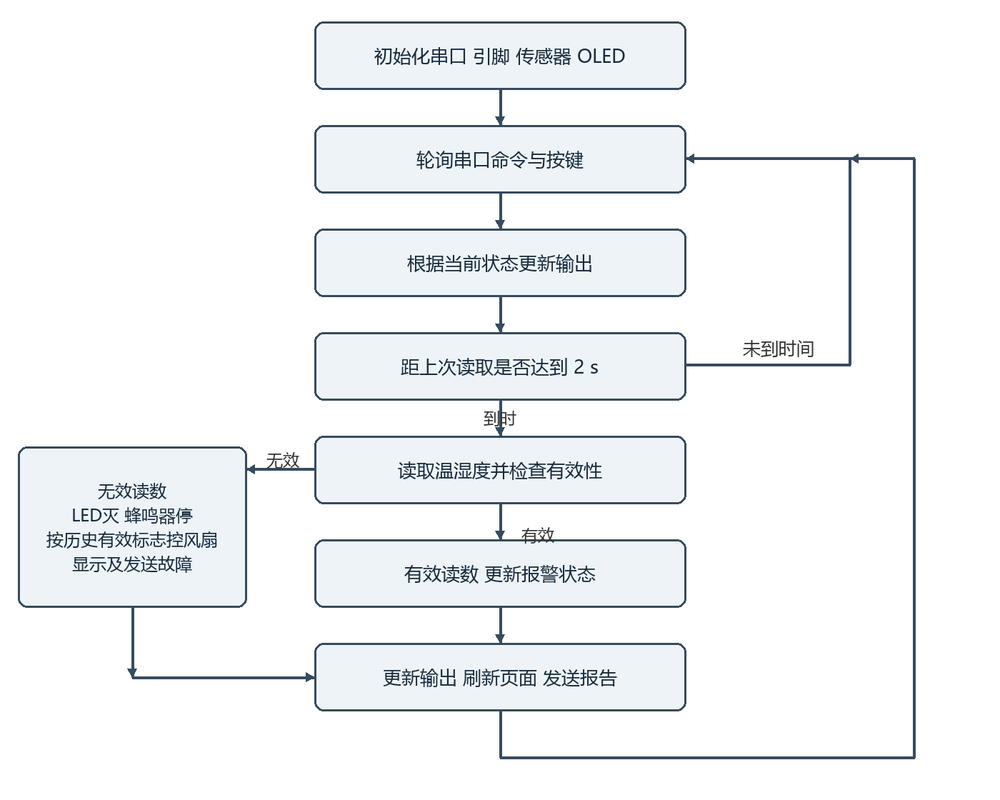 初始化串口 引脚 传感器 OLED
轮询串口命令与按键
根据当前状态更新输出
距上次读取是否达到 2 s
未到时间
到时
读取温湿度并检查有效性
无效
无效读数
LED灭 蜂鸣器停
按历史有效标志控风扇
显示及发送故障
有效
有效读数 更新报警状态
更新输出 刷新页面 发送报告